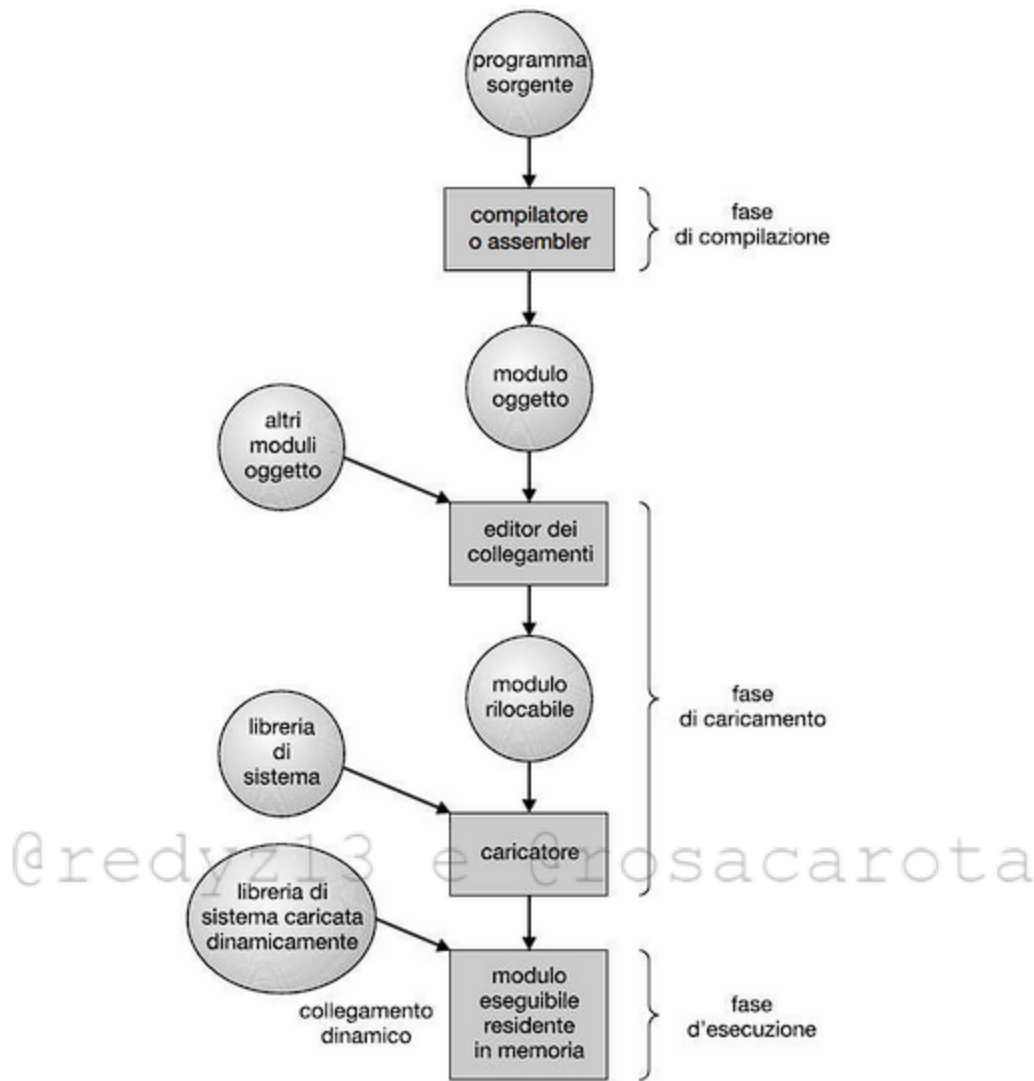 programma
sorgente
compilatore
o assembler
fase
di compilazione
modulo
oggetto
altri
moduli
oggetto
editor dei
collegamenti
modulo
rilocabile
fase
di caricamento
libreria
di
sistema
caricatore
@redyz13 e @rosacarota
libreria di
sistema caricata
dinamicamente
collegamento
dinamico
modulo
eseguibile
residente
in memoria
fase
d'esecuzione